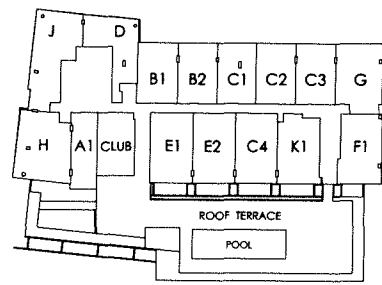 J D
B1 B2 C1 C2 C3 G
H A1 CLUB E1 E2 C4 K1 F1
ROOF TERRACE
POOL